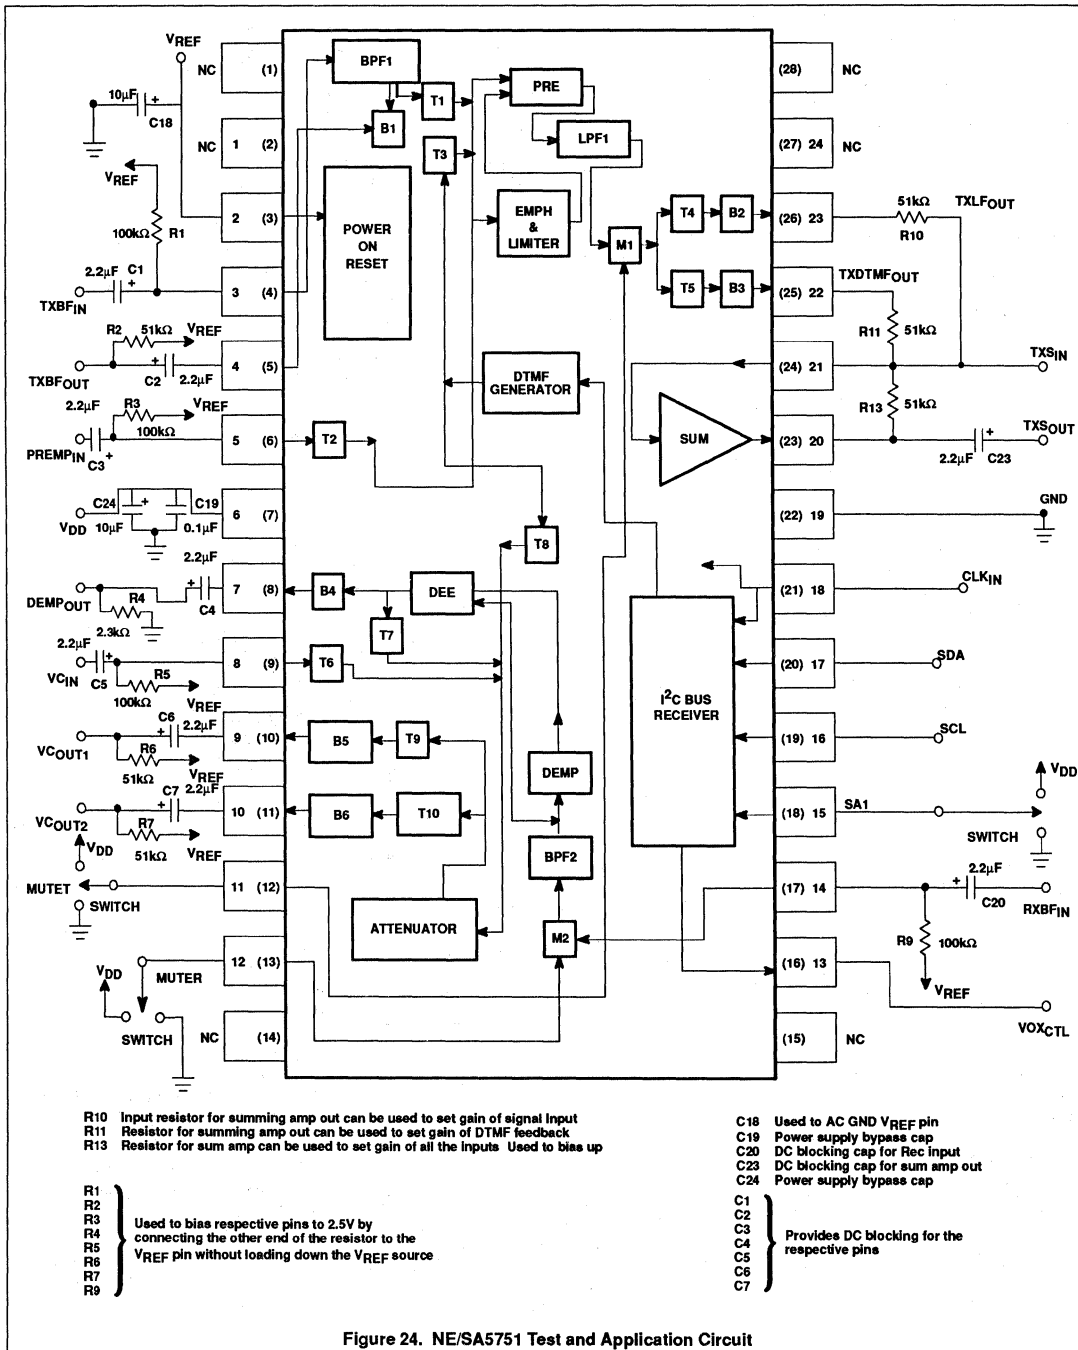 VREF
NC (1)
10µF +
C18
NC 1 (2)
VREF
100kΩ R1
2 (3)
2.2µF C1 +
TXBFIN
3 (4)
R2 51kΩ VREF
TXBFOUT
+ C2 2.2µF
4 (5)
2.2µF R3 VREF
100kΩ
PREMPIN C3 +
5 (6)
C24 + C19
VDD 10µF 0.1µF
6 (7)
2.2µF
+ C4
DEMPOUT R4
2.3kΩ
7 (8)
2.2µF +
VCIN C5 R5
100kΩ VREF
8 (9)
C6
+ 2.2µF
VCOUT1 R6
51kΩ VREF
9 (10)
C7 2.2µF
+
VCOUT2 R7
51kΩ VREF
10 (11)
VDD
MUTET
SWITCH
11 (12)
VDD
MUTER
SWITCH
12 (13)
NC (14)
BPF1
T1
B1
T3
PRE
LPF1
EMPH
&
LIMITER
POWER
ON
RESET
M1
T4 B2
T5 B3
DTMF
GENERATOR
T2
SUM
T8
B4
DEE
T7
T6
I2C BUS
RECEIVER
B5 T9
B6 T10
DEMP
BPF2
ATTENUATOR
M2
(28) NC
(27) 24 NC
(26) 23
51kΩ
R10
TXLFOUT
(25) 22
TXDTMFOUT
R11 51kΩ
(24) 21
TXSIN
R13 51kΩ
(23) 20
TXSOUT
2.2µF + C23
(22) 19
GND
(21) 18
CLKIN
(20) 17
SDA
(19) 16
SCL
VDD
(18) 15
SA1
SWITCH
(17) 14
2.2µF
+ C20
RXBFIN
R9 100kΩ
VREF
(16) 13
VOXCTL
(15) NC
R10 Input resistor for summing amp out can be used to set gain of signal Input
R11 Resistor for summing amp out can be used to set gain of DTMF feedback
R13 Resistor for sum amp can be used to set gain of all the inputs Used to bias up
R1
R2
R3
R4
R5
R6
R7
R9
Used to bias respective pins to 2.5V by
connecting the other end of the resistor to the
VREF pin without loading down the VREF source
C18 Used to AC GND VREF pin
C19 Power supply bypass cap
C20 DC blocking cap for Rec input
C23 DC blocking cap for sum amp out
C24 Power supply bypass cap
C1
C2
C3
C4
C5
C6
C7
Provides DC blocking for the
respective pins
Figure 24. NE/SA5751 Test and Application Circuit